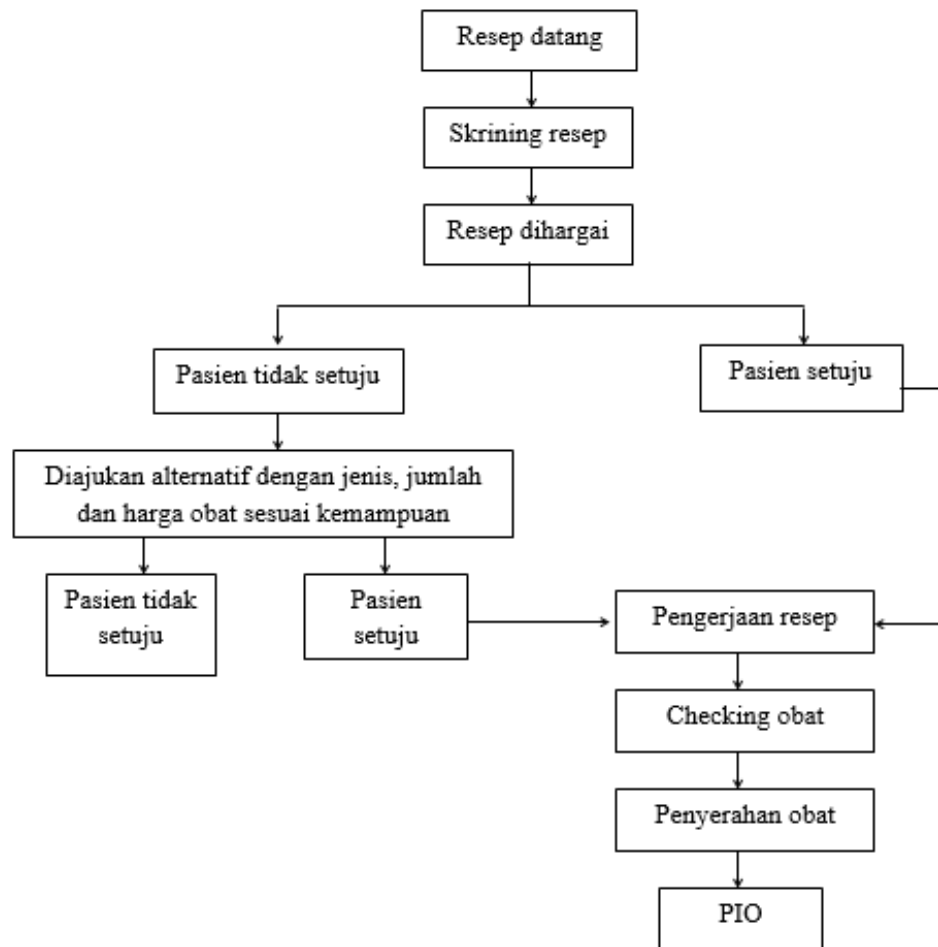 Resep datang
Skrining resep
Resep dihargai
Pasien tidak setuju
Pasien setuju
Diajukan alternatif dengan jenis, jumlah
dan harga obat sesuai kemampuan
Pasien tidak
setuju
Pasien
setuju
Pengerjaan resep
Checking obat
Penyerahan obat
PIO